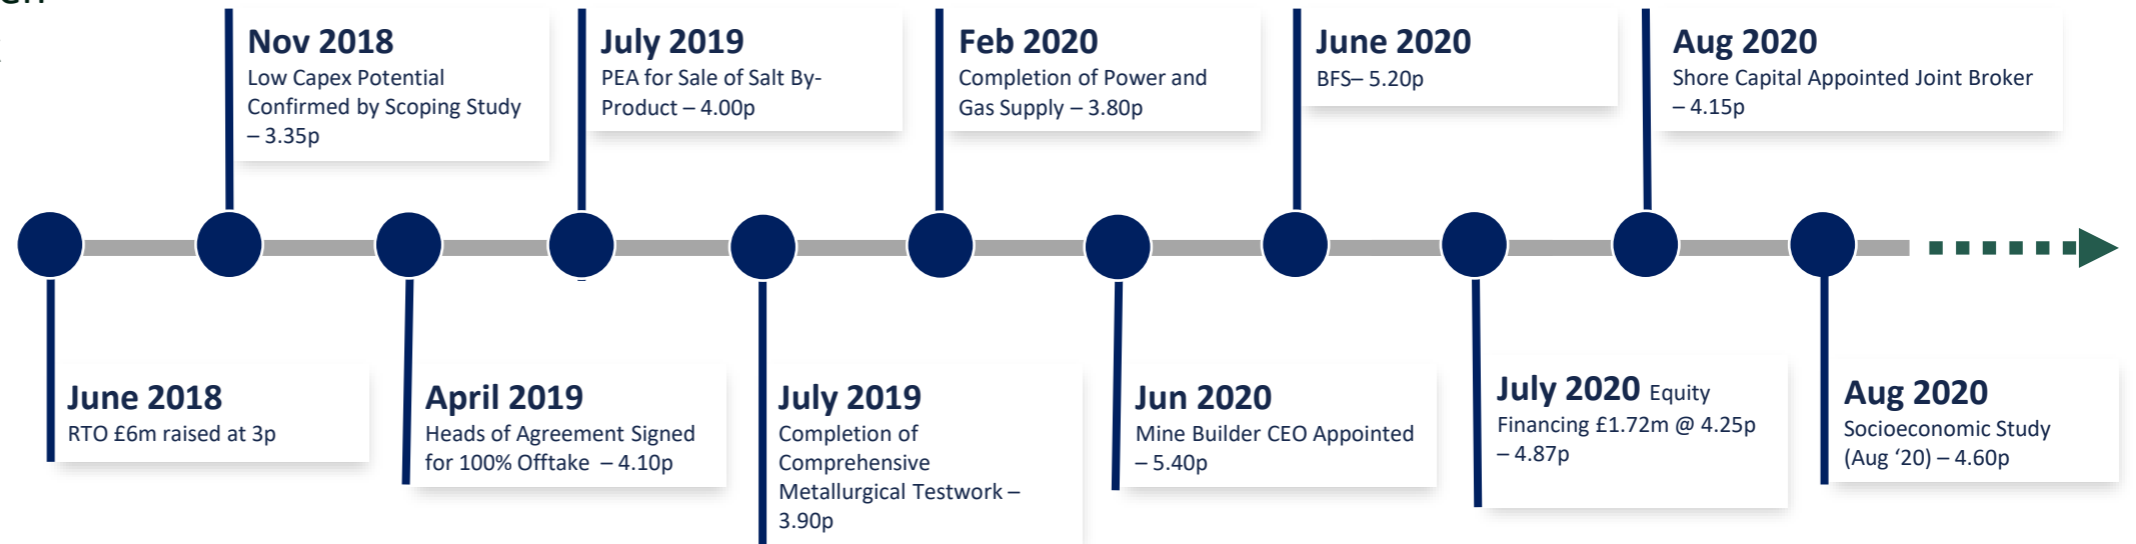 Nov 2018
Low Capex Potential
Confirmed by Scoping Study
– 3.35p
July 2019
PEA for Sale of Salt By-
Product – 4.00p
Feb 2020
Completion of Power and
Gas Supply – 3.80p
June 2020
BFS– 5.20p
Aug 2020
Shore Capital Appointed Joint Broker
– 4.15p
June 2018
RTO £6m raised at 3p
April 2019
Heads of Agreement Signed
for 100% Offtake – 4.10p
July 2019
Completion of
Comprehensive
Metallurgical Testwork –
3.90p
Jun 2020
Mine Builder CEO Appointed
– 5.40p
July 2020 Equity
Financing £1.72m @ 4.25p
– 4.87p
Aug 2020
Socioeconomic Study
(Aug ‘20) – 4.60p